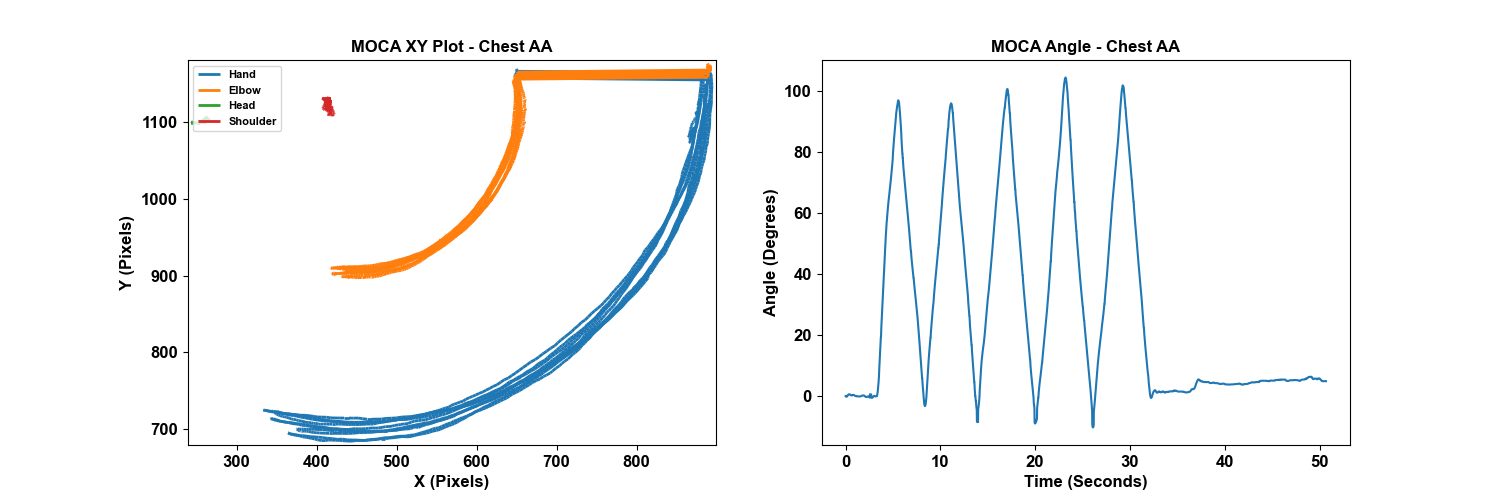 MOCA XY Plot - Chest AA
Hand
Elbow
Head
Shoulder
1100
1000
900
800
700
Y (Pixels)
300 400 500 600 700 800
X (Pixels)
MOCA Angle - Chest AA
100
80
60
40
20
0
Angle (Degrees)
0 10 20 30 40 50
Time (Seconds)